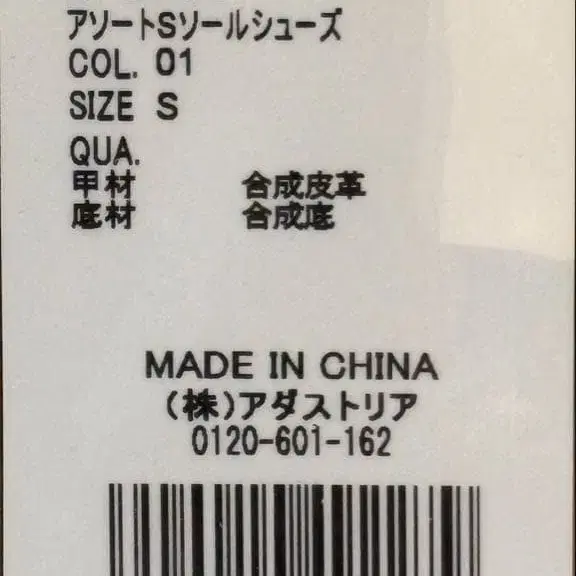 アソートSソールシューズ
COL. 01
SIZE S
QUA.
甲材 合成皮革
底材 合成底
MADE IN CHINA
(株)アダストリア
0120-601-162